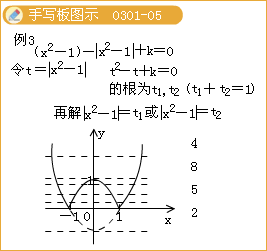 手写板图示 0301-05
例3
(x²-1)-|x²-1|+k=0
令t=|x²-1| t²-t+k=0
的根为t₁,t₂ (t₁+t₂=1)
再解|x²-1|=t₁或|x²-1|=t₂
y
4
8
1
5
-1 0 1 x
2